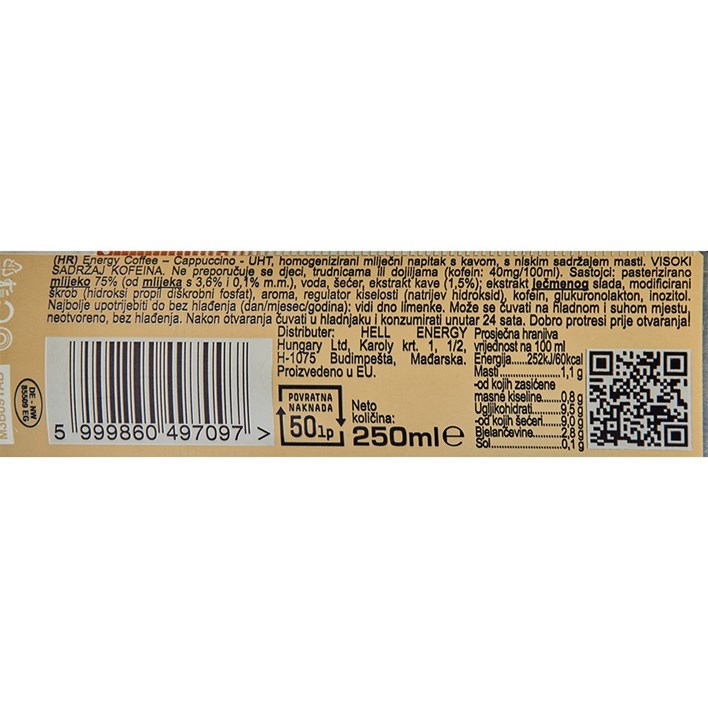 (HR) Energy Coffee – Cappuccino - UHT, homogenizirani mliječni napitak s kavom, s niskim sadržajem masti. VISOKI
SADRŽAJ KOFEINA. Ne preporučuje se djeci, trudnicama ili dojiljama (kofein: 40mg/100ml). Sastojci: pasterizirano
mlijeko 75% (od mlijeka s 3,6% i 0,1% m.m.), voda, šećer, ekstrakt kave (1,5%); ekstrakt ječmenog slada, modificirani
škrob (hidroksi propil diškrobni fosfat), aroma, regulator kiselosti (natrijev hidroksid), kofein, glukuronolakton, inozitol.
Najbolje upotrijebiti do bez hlađenja (dan/mjesec/godina): vidi dno limenke. Može se čuvati na hladnom i suhom mjestu,
neotvoreno, bez hlađenja. Nakon otvaranja čuvati u hladnjaku i konzumirati unutar 24 sata. Dobro protresi prije otvaranja!
Distributer: HELL ENERGY
Hungary Ltd, Karoly krt. 1, 1/2,
H-1075 Budimpešta, Mađarska.
Proizvedeno u EU.
Prosječna hranjiva
vrijednost na 100 ml
Energija....252kJ/60kcal
Masti...................1,1 g
-od kojih zasićene
masne kiseline....0,8 g
Ugljikohidrati.......9,5 g
-od kojih šećeri....9,0 g
Bjelančevine........2,8 g
Sol.......................0,1 g
DE - NW
85509 EG
5 999860 497097 >
POVRATNA
NAKNADA
50 lp
Neto
količina:
250ml e